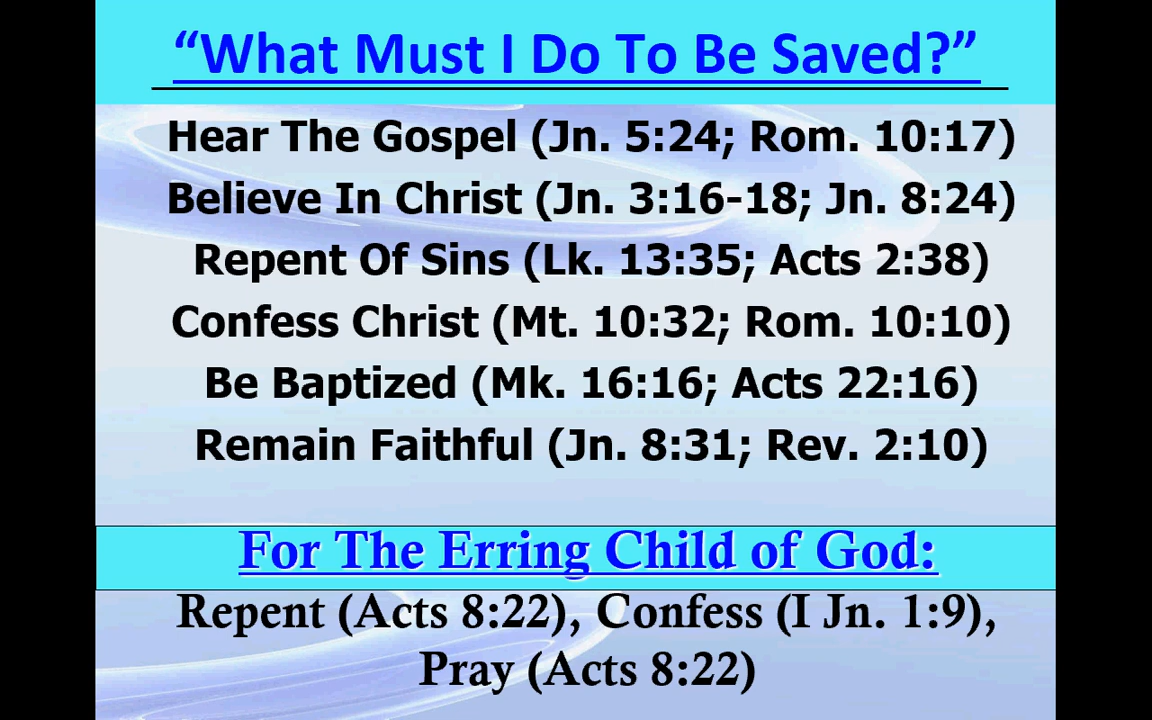 “What Must I Do To Be Saved?”
Hear The Gospel (Jn. 5:24; Rom. 10:17)
Believe In Christ (Jn. 3:16-18; Jn. 8:24)
Repent Of Sins (Lk. 13:35; Acts 2:38)
Confess Christ (Mt. 10:32; Rom. 10:10)
Be Baptized (Mk. 16:16; Acts 22:16)
Remain Faithful (Jn. 8:31; Rev. 2:10)
For The Erring Child of God:
Repent (Acts 8:22), Confess (I Jn. 1:9),
Pray (Acts 8:22)